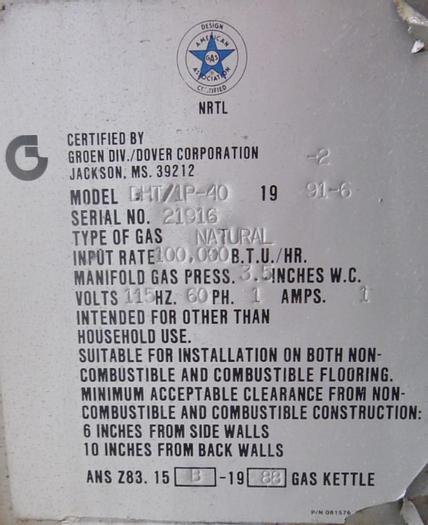 DESIGN
AMERICAN
GAS
ASSOCIATION
CERTIFIED
NRTL
CERTIFIED BY
GROEN DIV./DOVER CORPORATION -2
JACKSON, MS. 39212
MODEL DHT/1P-40 19 91-6
SERIAL NO. 21916
TYPE OF GAS NATURAL
INPUT RATE 100,000 B.T.U./HR.
MANIFOLD GAS PRESS. 3.5 INCHES W.C.
VOLTS 115 HZ. 60 PH. 1 AMPS. 1
INTENDED FOR OTHER THAN
HOUSEHOLD USE.
SUITABLE FOR INSTALLATION ON BOTH NON-
COMBUSTIBLE AND COMBUSTIBLE FLOORING.
MINIMUM ACCEPTABLE CLEARANCE FROM NON-
COMBUSTIBLE AND COMBUSTIBLE CONSTRUCTION:
6 INCHES FROM SIDE WALLS
10 INCHES FROM BACK WALLS
ANS Z83. 15 B -19 88 GAS KETTLE
P/N 081576